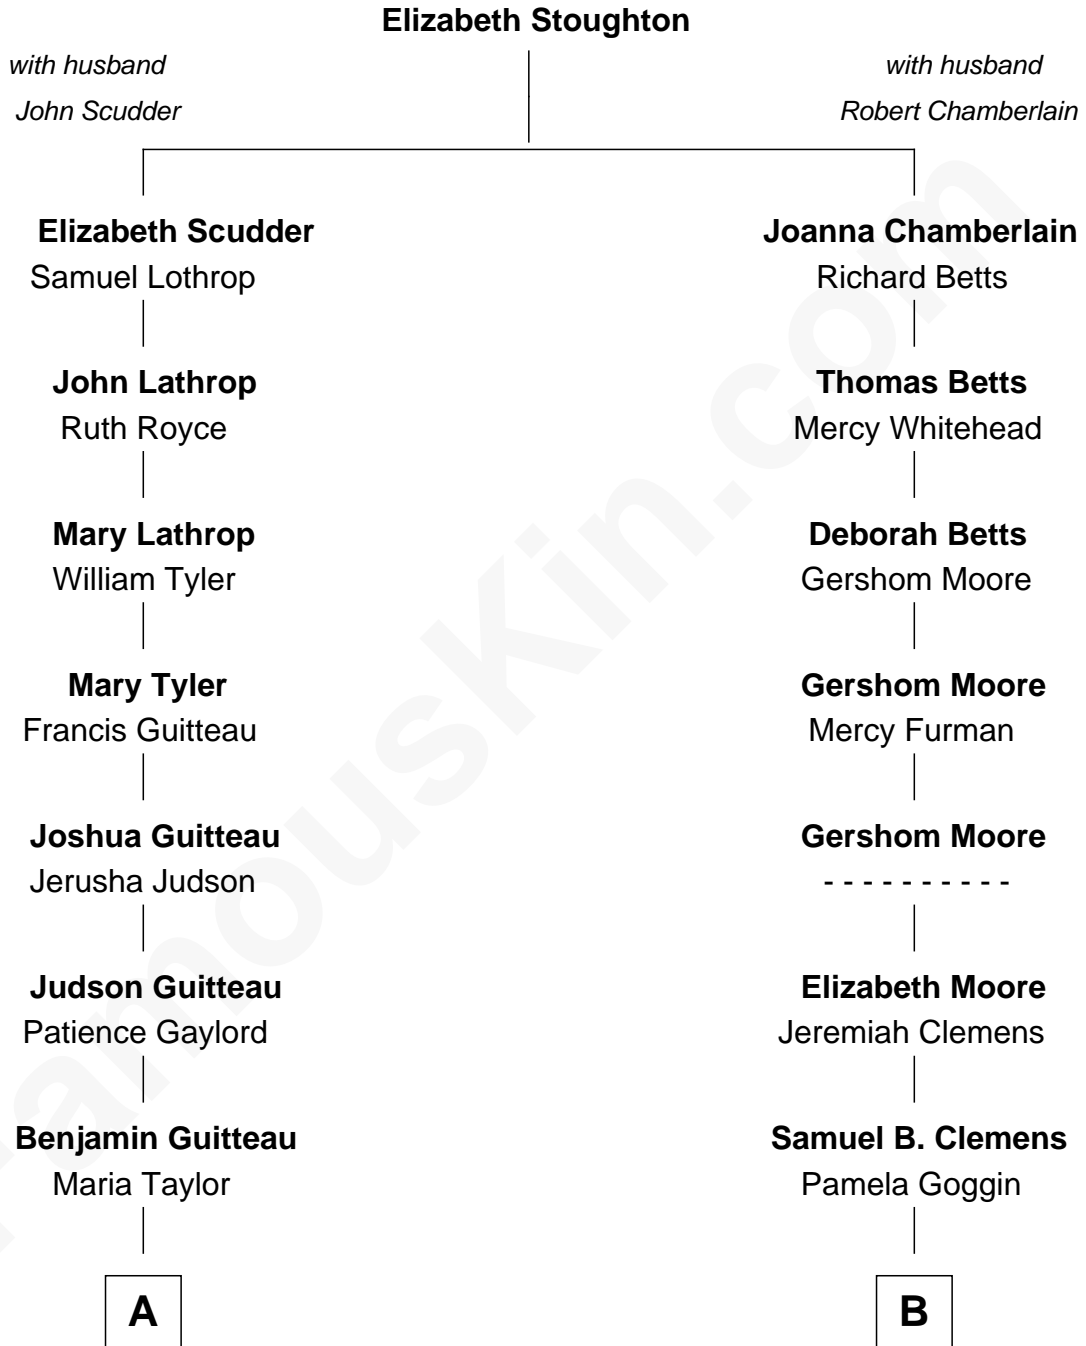 Elizabeth Stoughton
with husband
John Scudder
with husband
Robert Chamberlain
Elizabeth Scudder
Samuel Lothrop
Joanna Chamberlain
Richard Betts
John Lathrop
Ruth Royce
Thomas Betts
Mercy Whitehead
Mary Lathrop
William Tyler
Deborah Betts
Gershom Moore
Mary Tyler
Francis Guitteau
Gershom Moore
Mercy Furman
Joshua Guitteau
Jerusha Judson
Gershom Moore
- - - - - - - - - -
Judson Guitteau
Patience Gaylord
Elizabeth Moore
Jeremiah Clemens
Benjamin Guitteau
Maria Taylor
Samuel B. Clemens
Pamela Goggin
A
B
FamousKin.com